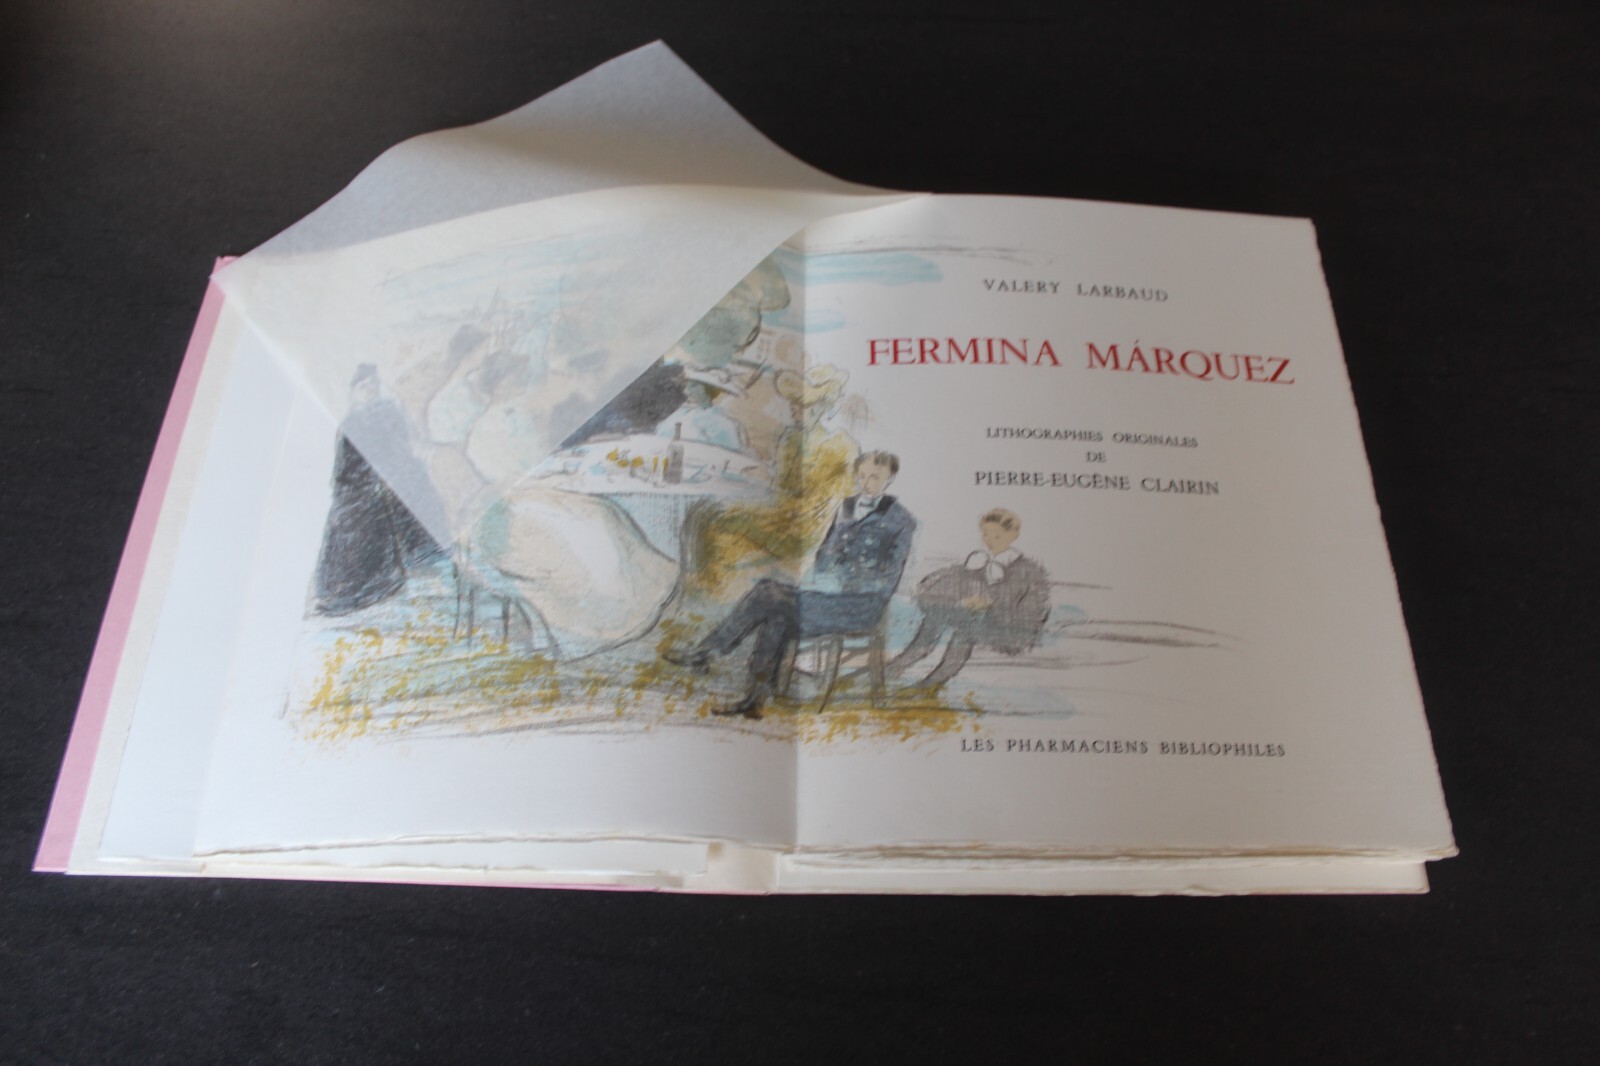 VALERY LARBAUD
FERMINA MÁRQUEZ
LITHOGRAPHIES ORIGINALES
DE
PIERRE-EUGÈNE CLAIRIN
LES PHARMACIENS BIBLIOPHILES